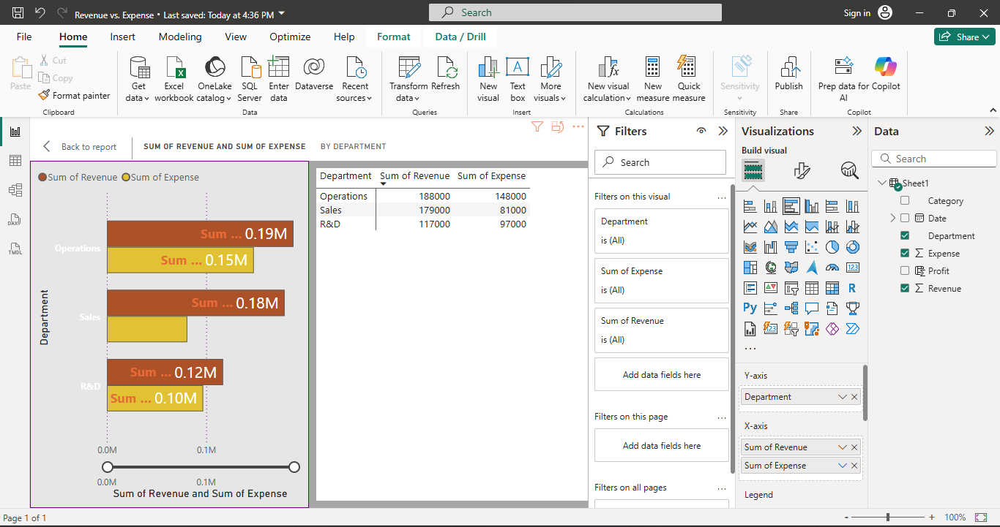 Revenue vs. Expense • Last saved: Today at 4:36 PM
Search
Sign in
File
Home
Insert
Modeling
View
Optimize
Help
Format
Data / Drill
Share
Paste
Cut
Copy
Format painter
Clipboard
Get data
Excel workbook
OneLake catalog
SQL Server
Enter data
Dataverse
Recent sources
Data
Transform data
Refresh
Queries
New visual
Text box
More visuals
Insert
New visual calculation
New measure
Quick measure
Calculations
Sensitivity
Sensitivity
Publish
Share
Prep data for AI
Copilot
Copilot
Back to report
SUM OF REVENUE AND SUM OF EXPENSE
BY DEPARTMENT
Sum of Revenue
Sum of Expense
Department
Operations
Sum ... 0.19M
Sum ... 0.15M
Sales
Sum ... 0.18M
R&D
Sum ... 0.12M
Sum ... 0.10M
0.0M
0.1M
0.0M
0.1M
Sum of Revenue and Sum of Expense
Department Sum of Revenue Sum of Expense
Operations 188000 148000
Sales 179000 81000
R&D 117000 97000
Filters
Search
Filters on this visual
...
Department
is (All)
Sum of Expense
is (All)
Sum of Revenue
is (All)
Add data fields here
Filters on this page
...
Add data fields here
Filters on all pages
...
Visualizations
Build visual
123
R
Py
123
...
Y-axis
Department
X-axis
Sum of Revenue
Sum of Expense
Legend
Data
Search
Sheet1
Category
Date
Department
Expense
Profit
Revenue
DAX
TMDL
Page 1 of 1
- + 100%